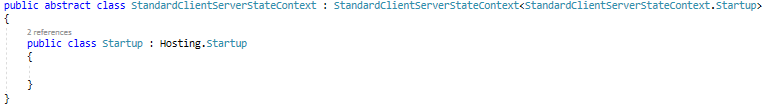 public abstract class StandardClientServerStateContext : StandardClientServerStateContext<StandardClientServerStateContext.Startup>
{
2 references
public class Startup : Hosting.Startup
{
}
}